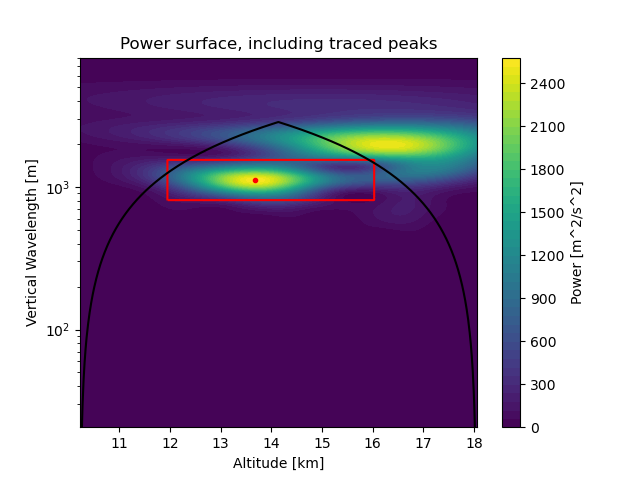 Power surface, including traced peaks
Vertical Wavelength [m]
10^3
10^2
11 12 13 14 15 16 17 18
Altitude [km]
2400
2100
1800
1500
1200
900
600
300
0
Power [m^2/s^2]